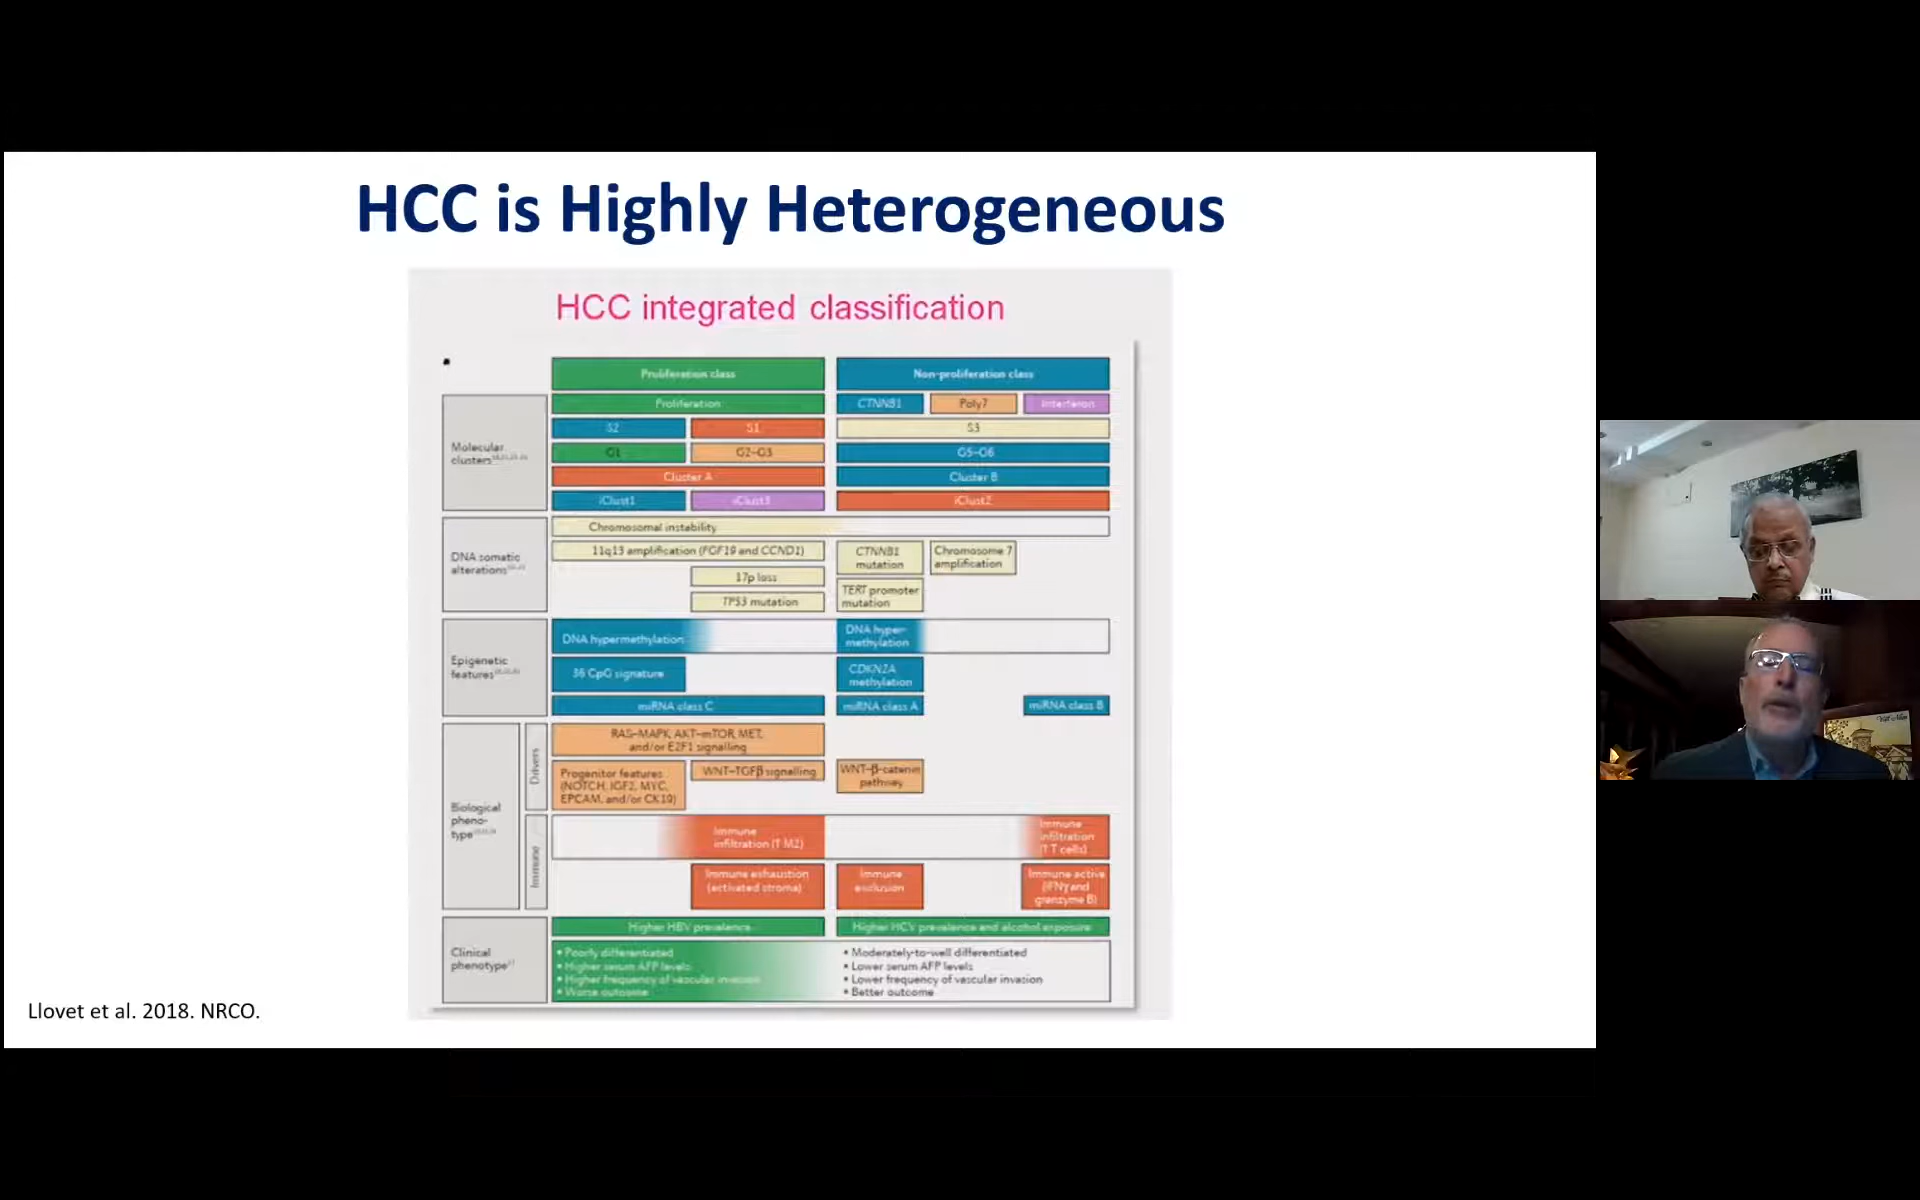 HCC is Highly Heterogeneous
HCC integrated classification
Proliferation class
Non-proliferation class
Molecular
clusters
Proliferation
CTNNB1
Poly7
Interferon
S2
S1
S3
G1
G2–G3
G5–G6
Cluster A
Cluster B
iClust1
iClust3
iClust2
DNA somatic
alterations
Chromosomal instability
11q13 amplification (FGF19 and CCND1)
CTNNB1
mutation
Chromosome 7
amplification
17p loss
TP53 mutation
TERT promoter
mutation
Epigenetic
features
DNA hypermethylation
DNA hyper-
methylation
36 CpG signature
CDKN2A
methylation
miRNA class C
miRNA class A
miRNA class B
Biological
pheno-
type
Drivers
RAS–MAPK, AKT–mTOR, MET,
and/or E2F1 signalling
Progenitor features
(NOTCH, IGF2, MYC,
EPCAM, and/or CK19)
WNT–TGFβ signalling
WNT–β-catenin
pathway
Immune
Immune
infiltration (↑ M2)
Immune
infiltration
(↑ T cells)
Immune exhaustion
(activated stroma)
Immune
exclusion
Immune active
(IFNγ and
granzyme B)
Clinical
phenotype
Higher HBV prevalence
Higher HCV prevalence and alcohol exposure
• Poorly differentiated
• Higher serum AFP levels
• Higher frequency of vascular invasion
• Worse outcome
• Moderately-to-well differentiated
• Lower serum AFP levels
• Lower frequency of vascular invasion
• Better outcome
Llovet et al. 2018. NRCO.